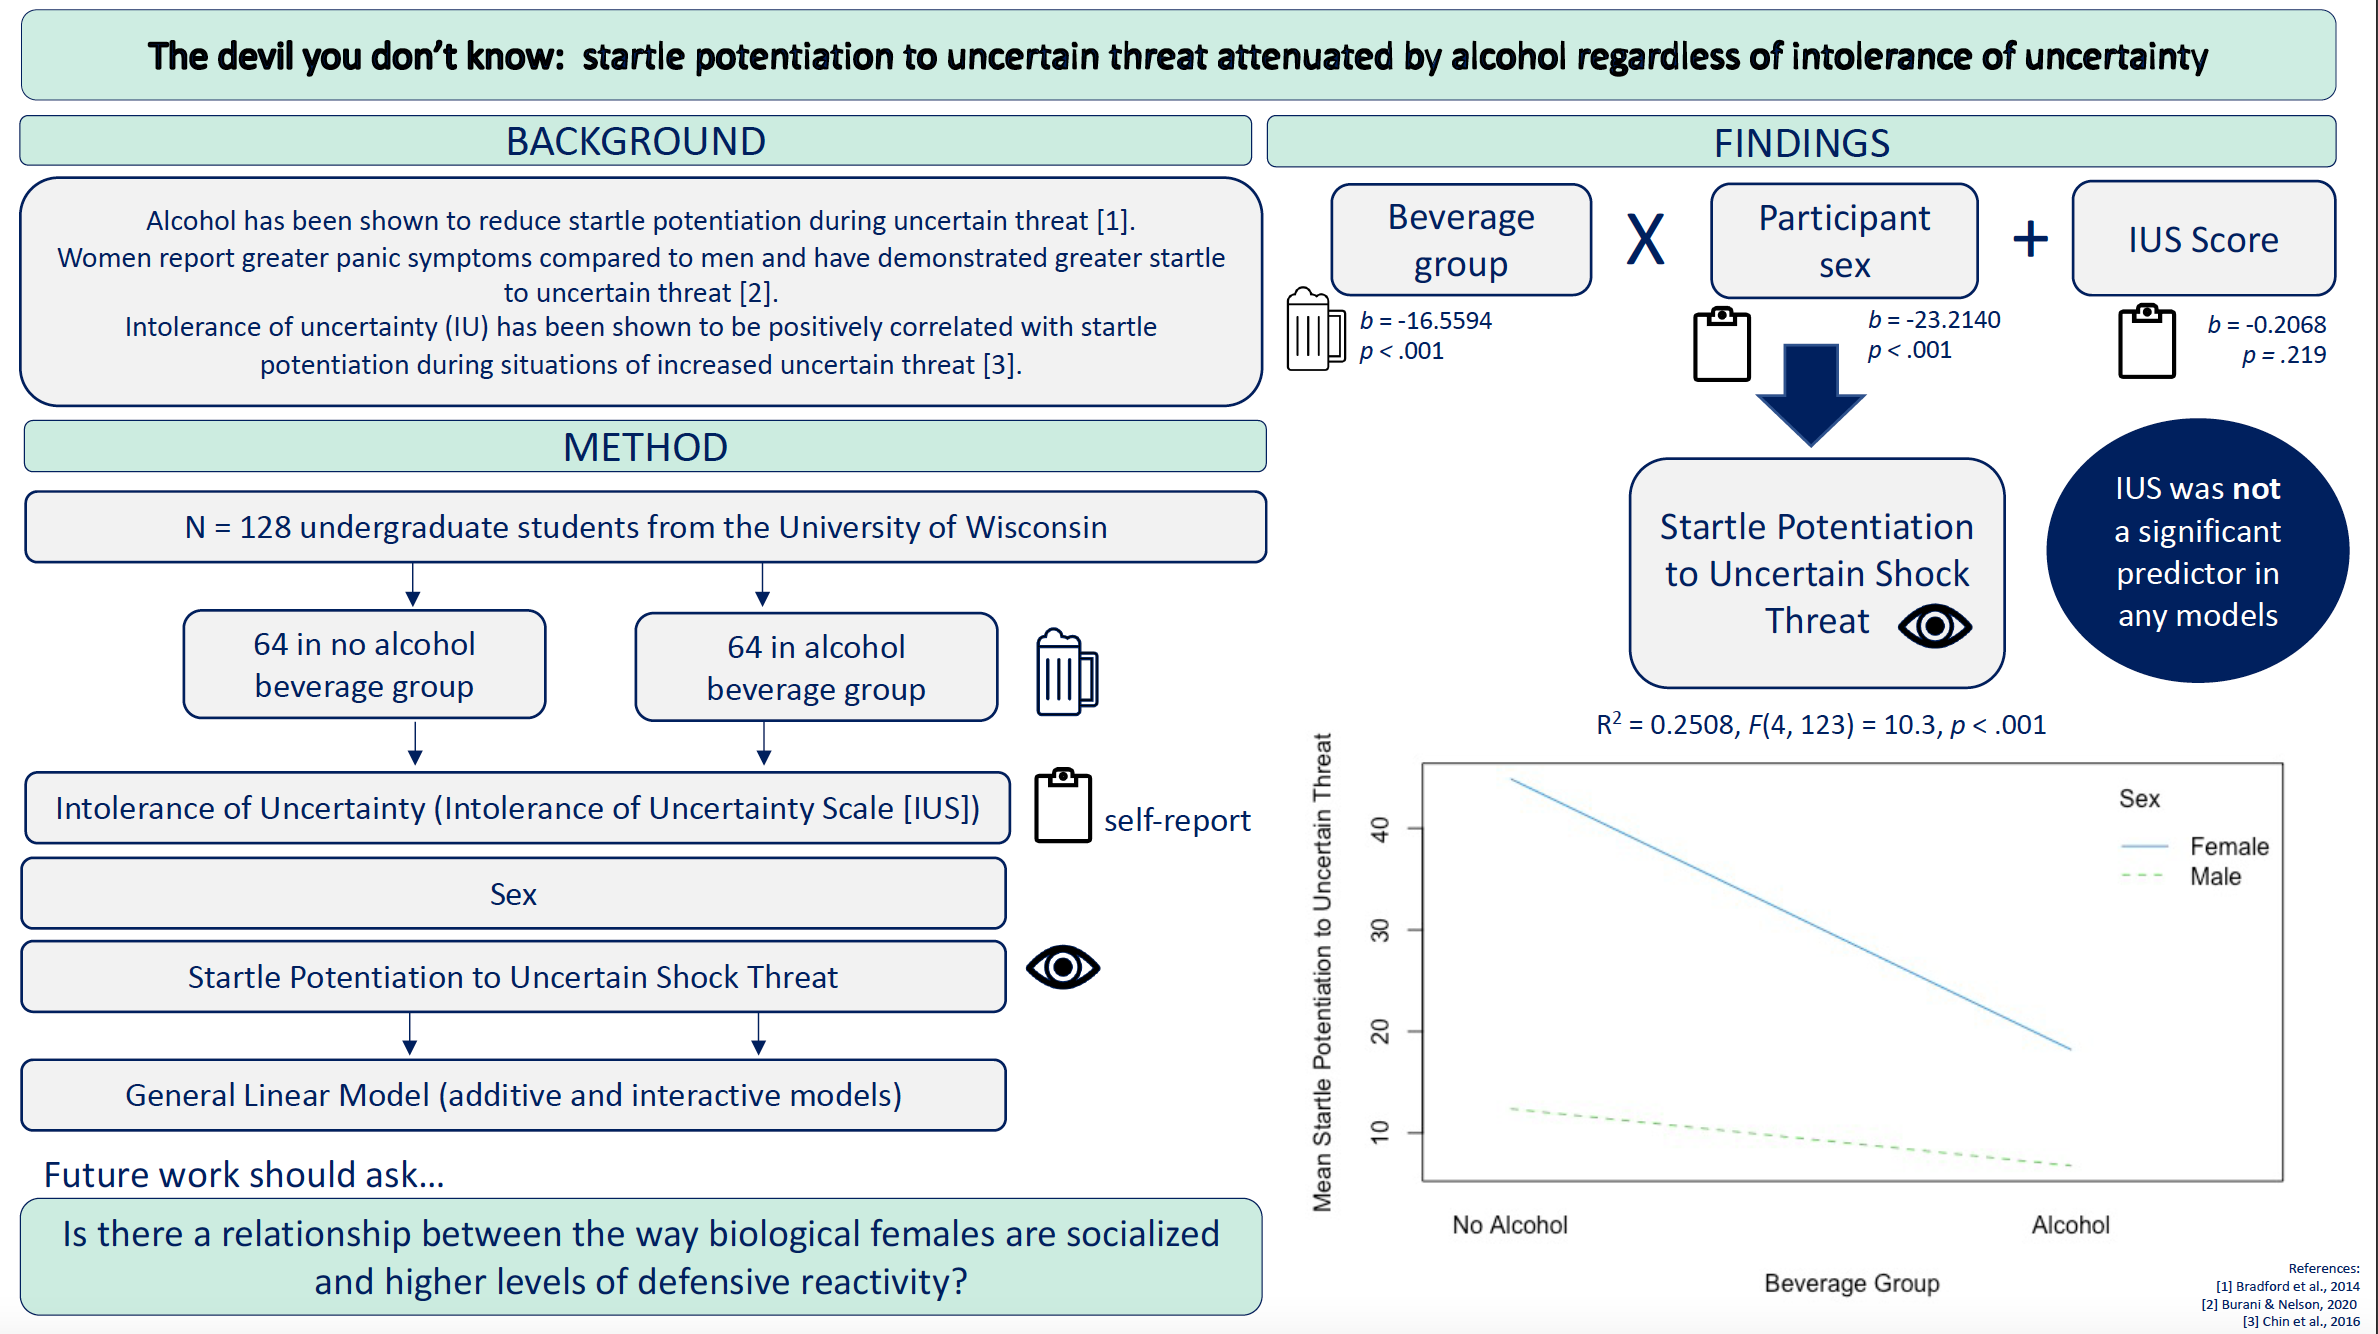 The devil you don't know: startle potentiation to uncertain threat attenuated by alcohol regardless of intolerance of uncertainty
BACKGROUND
Alcohol has been shown to reduce startle potentiation during uncertain threat [1].
Women report greater panic symptoms compared to men and have demonstrated greater startle
to uncertain threat [2].
Intolerance of uncertainty (IU) has been shown to be positively correlated with startle
potentiation during situations of increased uncertain threat [3].
METHOD
N = 128 undergraduate students from the University of Wisconsin
64 in no alcohol
beverage group
64 in alcohol
beverage group
Intolerance of Uncertainty (Intolerance of Uncertainty Scale [IUS])
self-report
Sex
Startle Potentiation to Uncertain Shock Threat
General Linear Model (additive and interactive models)
Future work should ask...
Is there a relationship between the way biological females are socialized
and higher levels of defensive reactivity?
FINDINGS
Beverage
group
X
Participant
sex
+
IUS Score
b = -16.5594
p < .001
b = -23.2140
p < .001
b = -0.2068
p = .219
Startle Potentiation
to Uncertain Shock
Threat
IUS was not
a significant
predictor in
any models
R² = 0.2508, F(4, 123) = 10.3, p < .001
Mean Startle Potentiation to Uncertain Threat
40
30
20
10
Sex
Female
Male
No Alcohol
Alcohol
Beverage Group
References:
[1] Bradford et al., 2014
[2] Burani & Nelson, 2020
[3] Chin et al., 2016